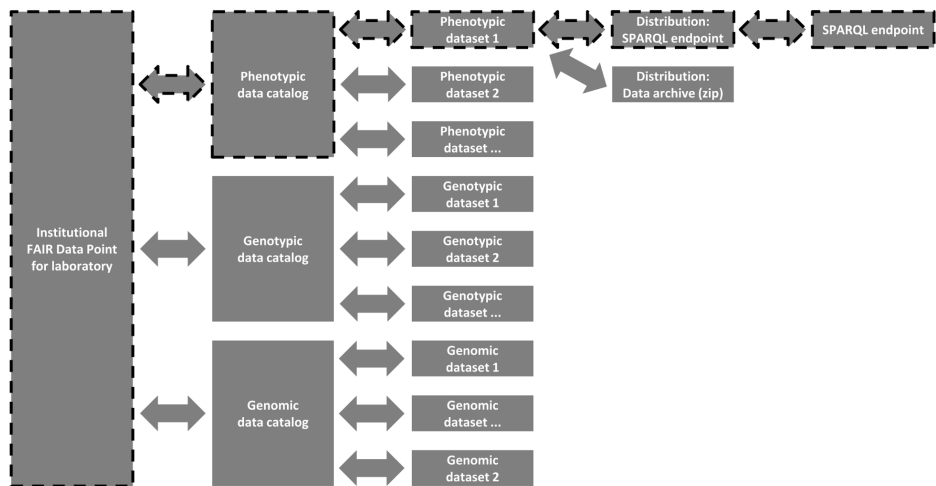 Institutional
FAIR Data Point
for laboratory
Phenotypic
data catalog
Phenotypic
dataset 1
Distribution:
SPARQL endpoint
SPARQL endpoint
Phenotypic
dataset 2
Distribution:
Data archive (zip)
Phenotypic
dataset ...
Genotypic
data catalog
Genotypic
dataset 1
Genotypic
dataset 2
Genotypic
dataset ...
Genomic
data catalog
Genomic
dataset 1
Genomic
dataset ...
Genomic
dataset 2